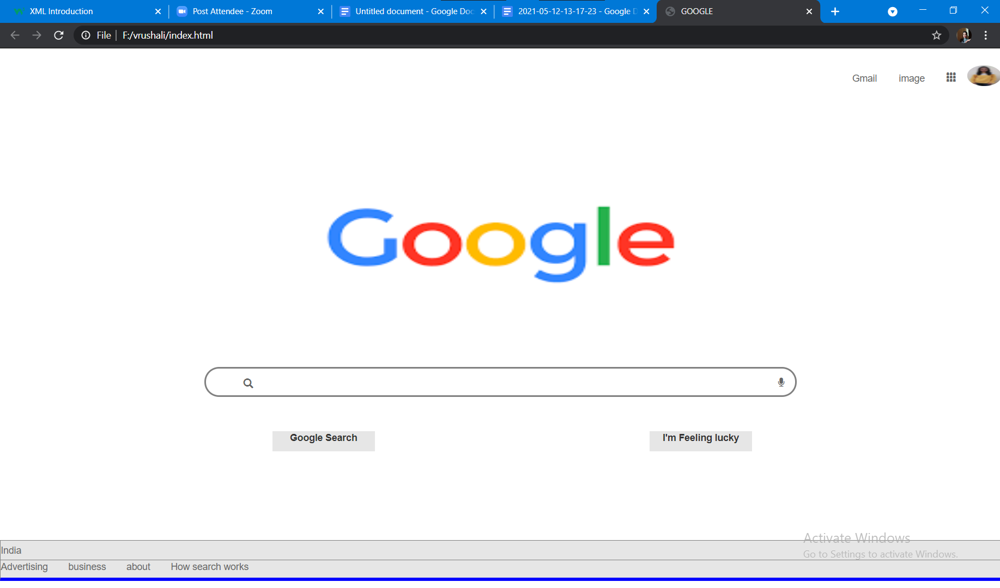 XML Introduction
Post Attendee - Zoom
Untitled document - Google Doc
2021-05-12-13-17-23 - Google D
GOOGLE
File F:/vrushali/index.html
Gmail image
Google
Google Search I'm Feeling lucky
Activate Windows
India
Go to Settings to activate Windows.
Advertising business about How search works